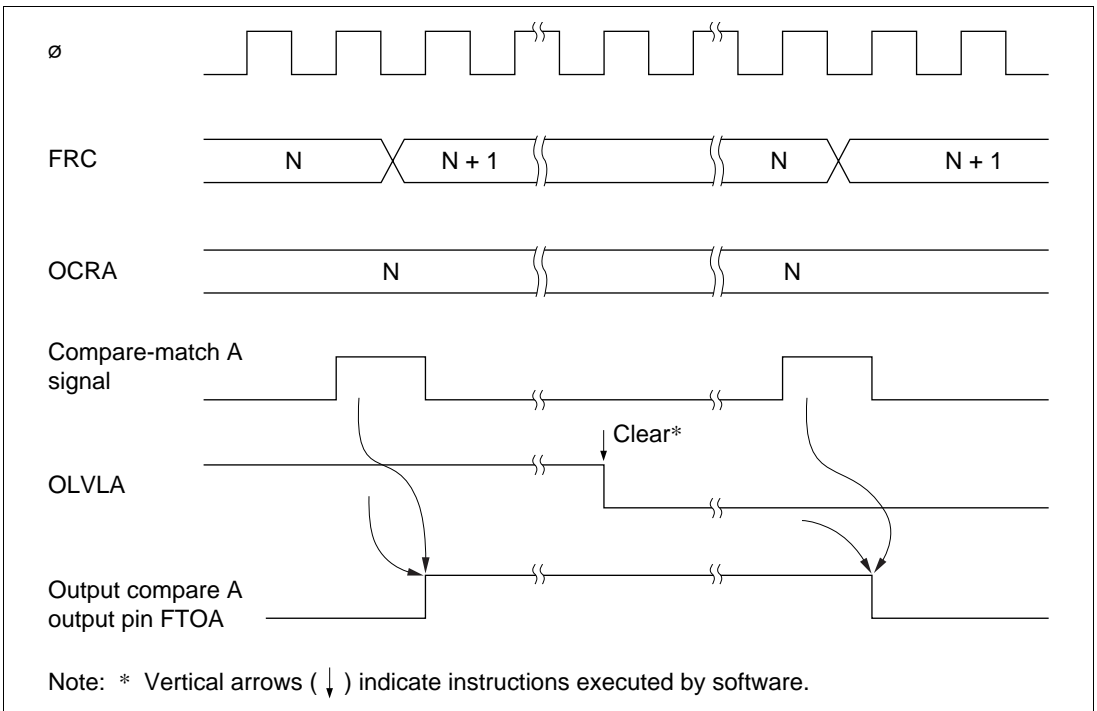 ø
FRC N N + 1 N N + 1
OCRA N N
Compare-match A
signal
Clear*
OLVLA
Output compare A
output pin FTOA
Note: * Vertical arrows ( ↓ ) indicate instructions executed by software.